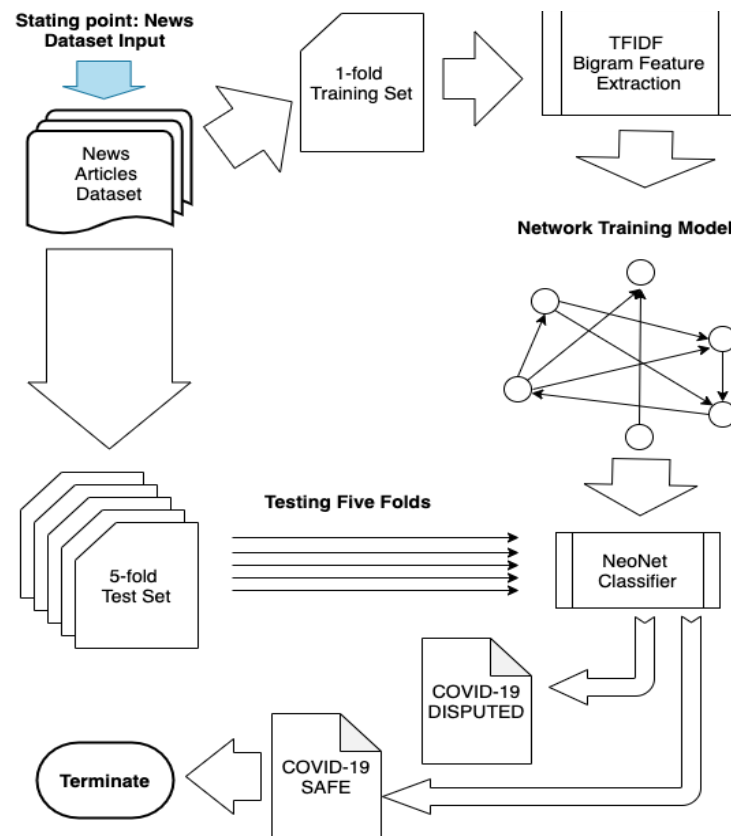 Stating point: News
Dataset Input
News
Articles
Dataset
1-fold
Training Set
TFIDF
Bigram Feature
Extraction
Network Training Model
Testing Five Folds
5-fold
Test Set
NeoNet
Classifier
COVID-19
DISPUTED
COVID-19
SAFE
Terminate